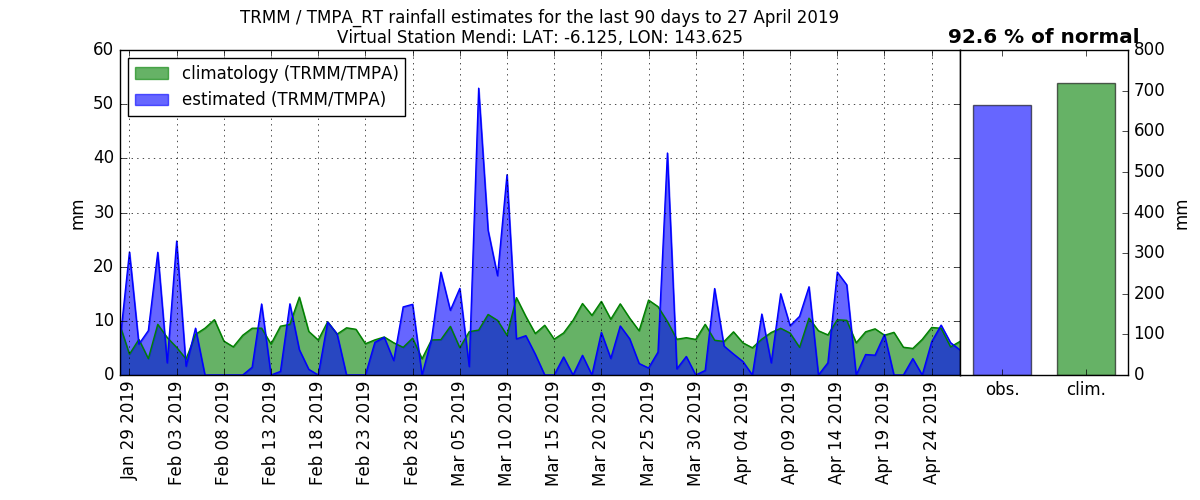 TRMM / TMPA_RT rainfall estimates for the last 90 days to 27 April 2019
Virtual Station Mendi: LAT: -6.125, LON: 143.625
92.6 % of normal
climatology (TRMM/TMPA)
estimated (TRMM/TMPA)
60
50
40
30
20
10
0
mm
800
700
600
500
400
300
200
100
0
mm
Jan 29 2019
Feb 03 2019
Feb 08 2019
Feb 13 2019
Feb 18 2019
Feb 23 2019
Feb 28 2019
Mar 05 2019
Mar 10 2019
Mar 15 2019
Mar 20 2019
Mar 25 2019
Mar 30 2019
Apr 04 2019
Apr 09 2019
Apr 14 2019
Apr 19 2019
Apr 24 2019
obs.
clim.